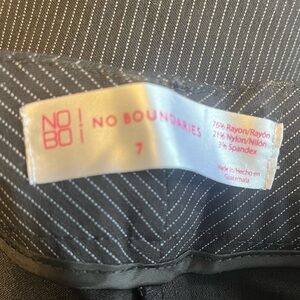 NO
BO
NO BOUNDARIES
7
76% Rayon/Rayón
21% Nylon/Nilón
3% Spandex
Made in/Hecho en
Guatemala